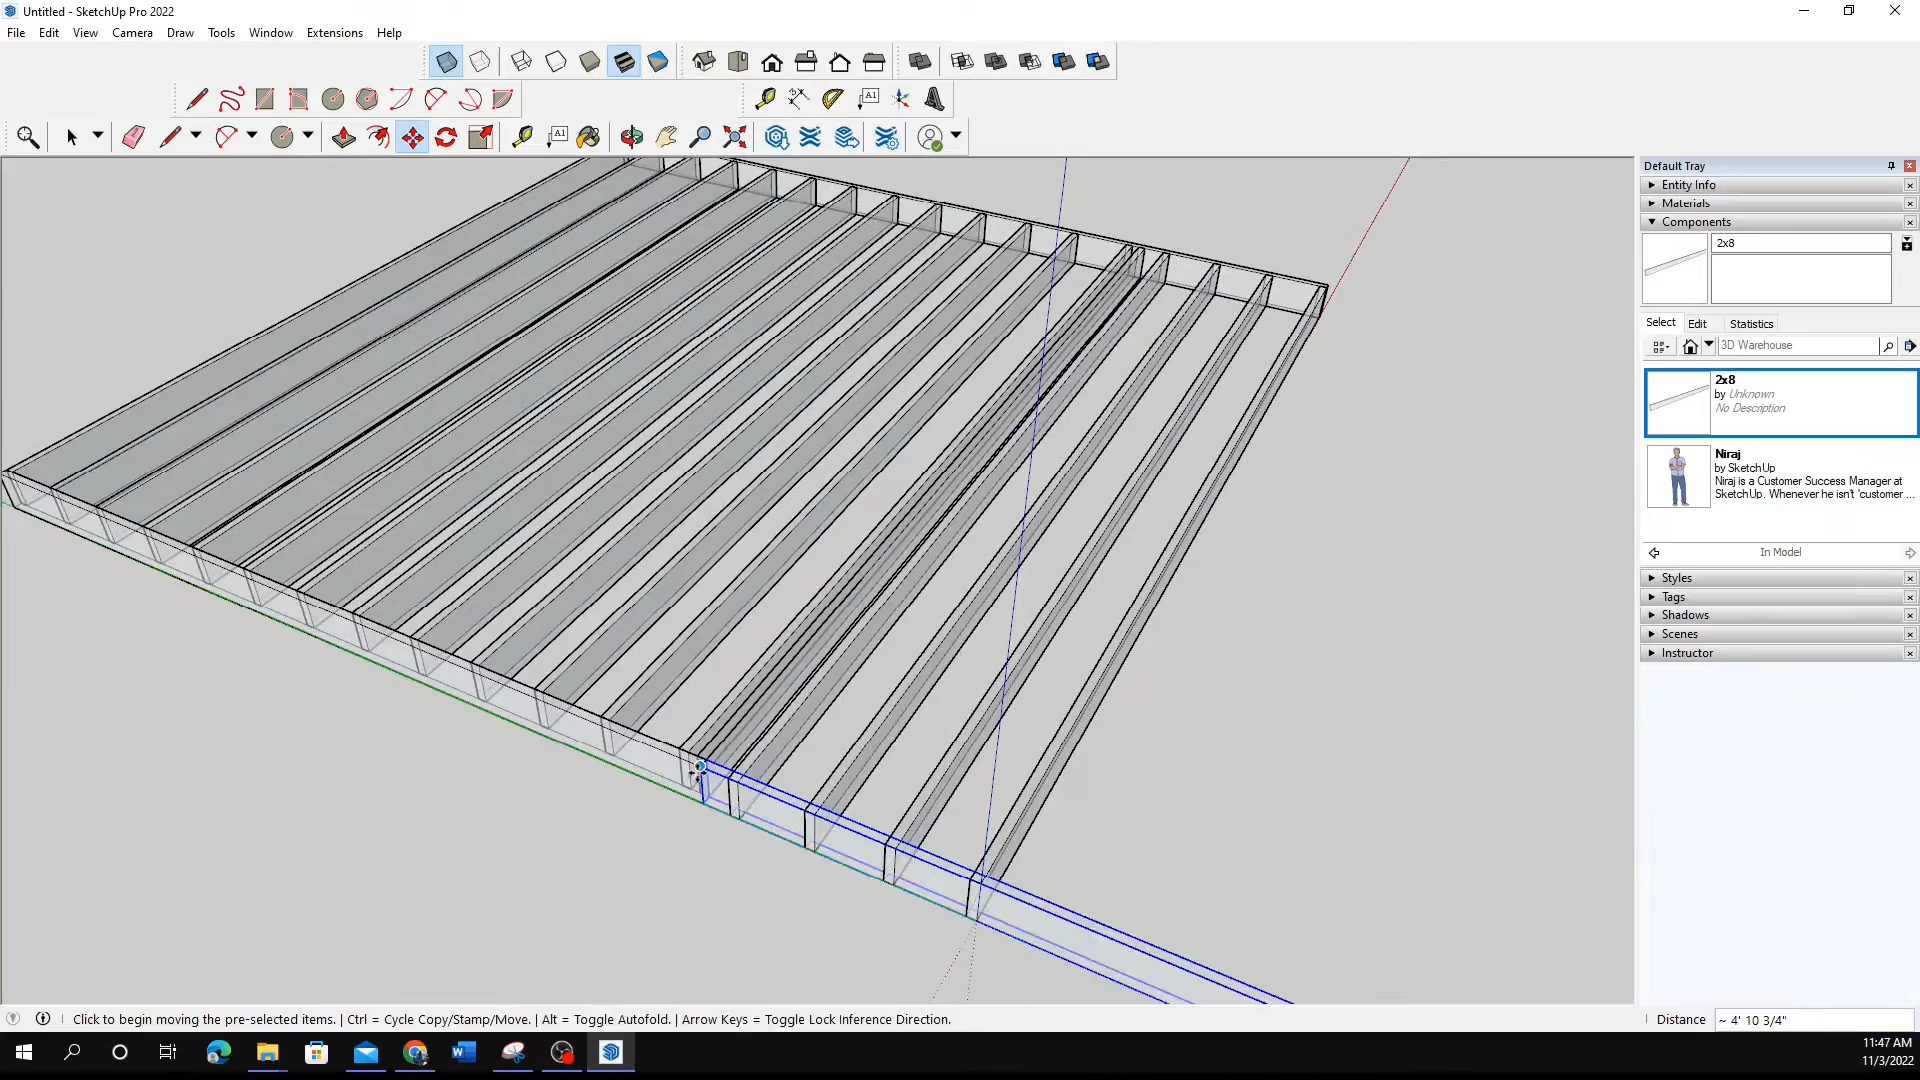 Untitled - SketchUp Pro 2022
File Edit View Camera Draw Tools Window Extensions Help
A1
A1
Default Tray
Entity Info
Materials
Components
2x8
Select Edit Statistics
3D Warehouse
2x8
by Unknown
No Description
Niraj
by SketchUp
Niraj is a Customer Success Manager at
SketchUp. Whenever he isn't 'customer ...
In Model
Styles
Tags
Shadows
Scenes
Instructor
Click to begin moving the pre-selected items. | Ctrl = Cycle Copy/Stamp/Move. | Alt = Toggle Autofold. | Arrow Keys = Toggle Lock Inference Direction.
Distance ~ 4' 10 3/4"
11:47 AM
11/3/2022